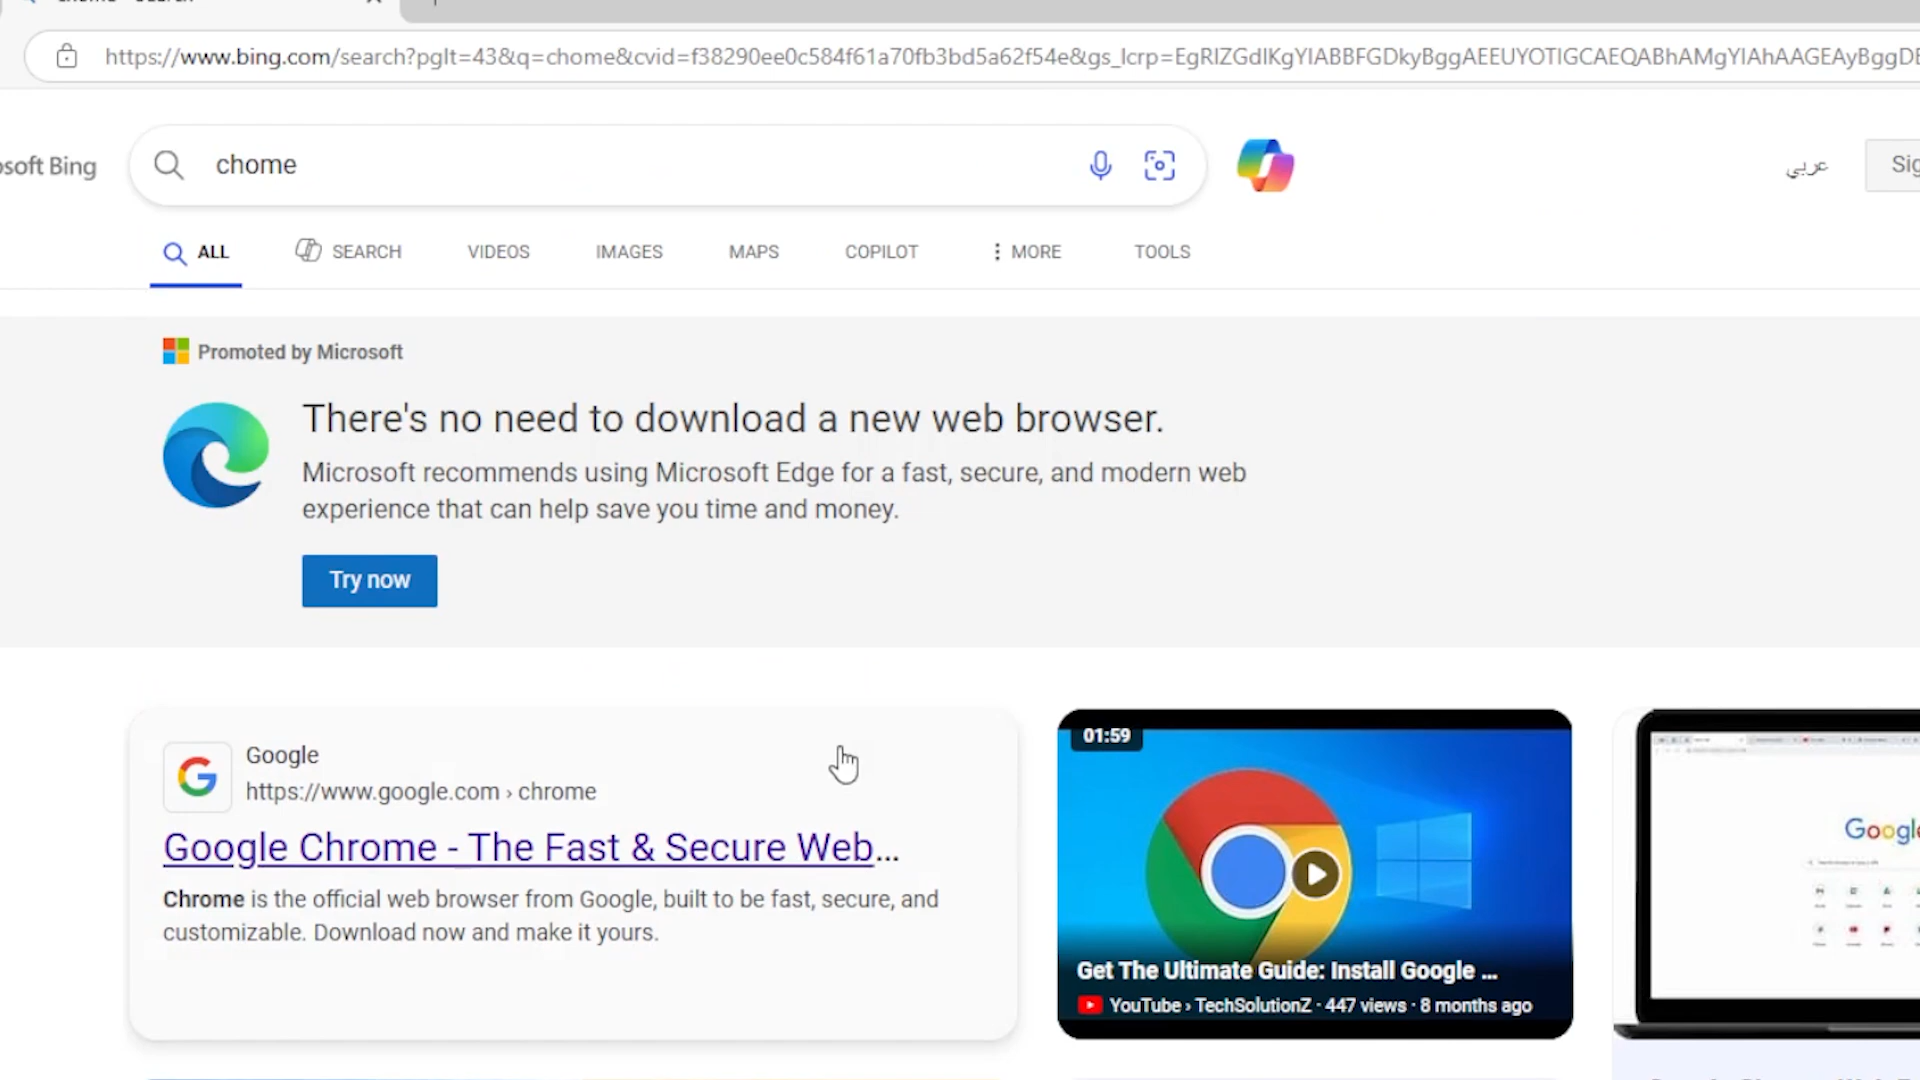 https://www.bing.com/search?pglt=43&q=chome&cvid=f38290ee0c584f61a70fb3bd5a62f54e&gs_lcrp=EgRlZGdlKgYIABBFGDkyBggAEEUYOTIGCAEQABhAMgYIAhAAGEAyBggDE
osoft Bing
chome
عربي
Sig
ALL
SEARCH
VIDEOS
IMAGES
MAPS
COPILOT
MORE
TOOLS
Promoted by Microsoft
There's no need to download a new web browser.
Microsoft recommends using Microsoft Edge for a fast, secure, and modern web
experience that can help save you time and money.
Try now
Google
https://www.google.com › chrome
Google Chrome - The Fast & Secure Web...
Chrome is the official web browser from Google, built to be fast, secure, and
customizable. Download now and make it yours.
01:59
Get The Ultimate Guide: Install Google ...
YouTube › TechSolutionZ · 447 views · 8 months ago
Google